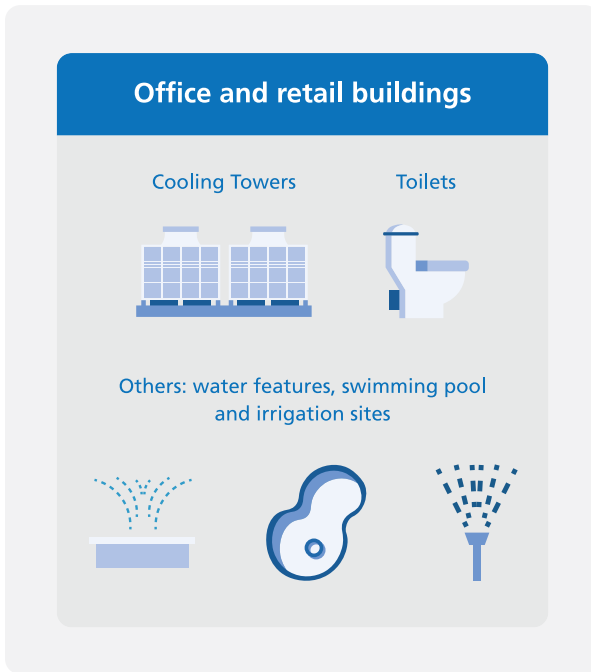 Office and retail buildings
Cooling Towers
Toilets
Others: water features, swimming pool
and irrigation sites